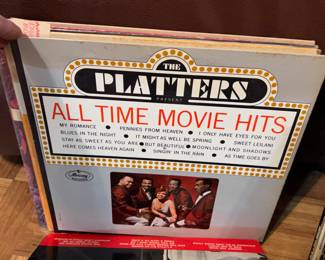 THE
PLATTERS
PRESENT
ALL TIME MOVIE HITS
MY ROMANCE • PENNIES FROM HEAVEN • I ONLY HAVE EYES FOR YOU
BLUES IN THE NIGHT • IT MIGHT AS WELL BE SPRING • SWEET LEILANI
STAY AS SWEET AS YOU ARE • BUT BEAUTIFUL • MOONLIGHT AND SHADOWS
HERE COMES HEAVEN AGAIN • SINGIN' IN THE RAIN • AS TIME GOES BY
Mercury